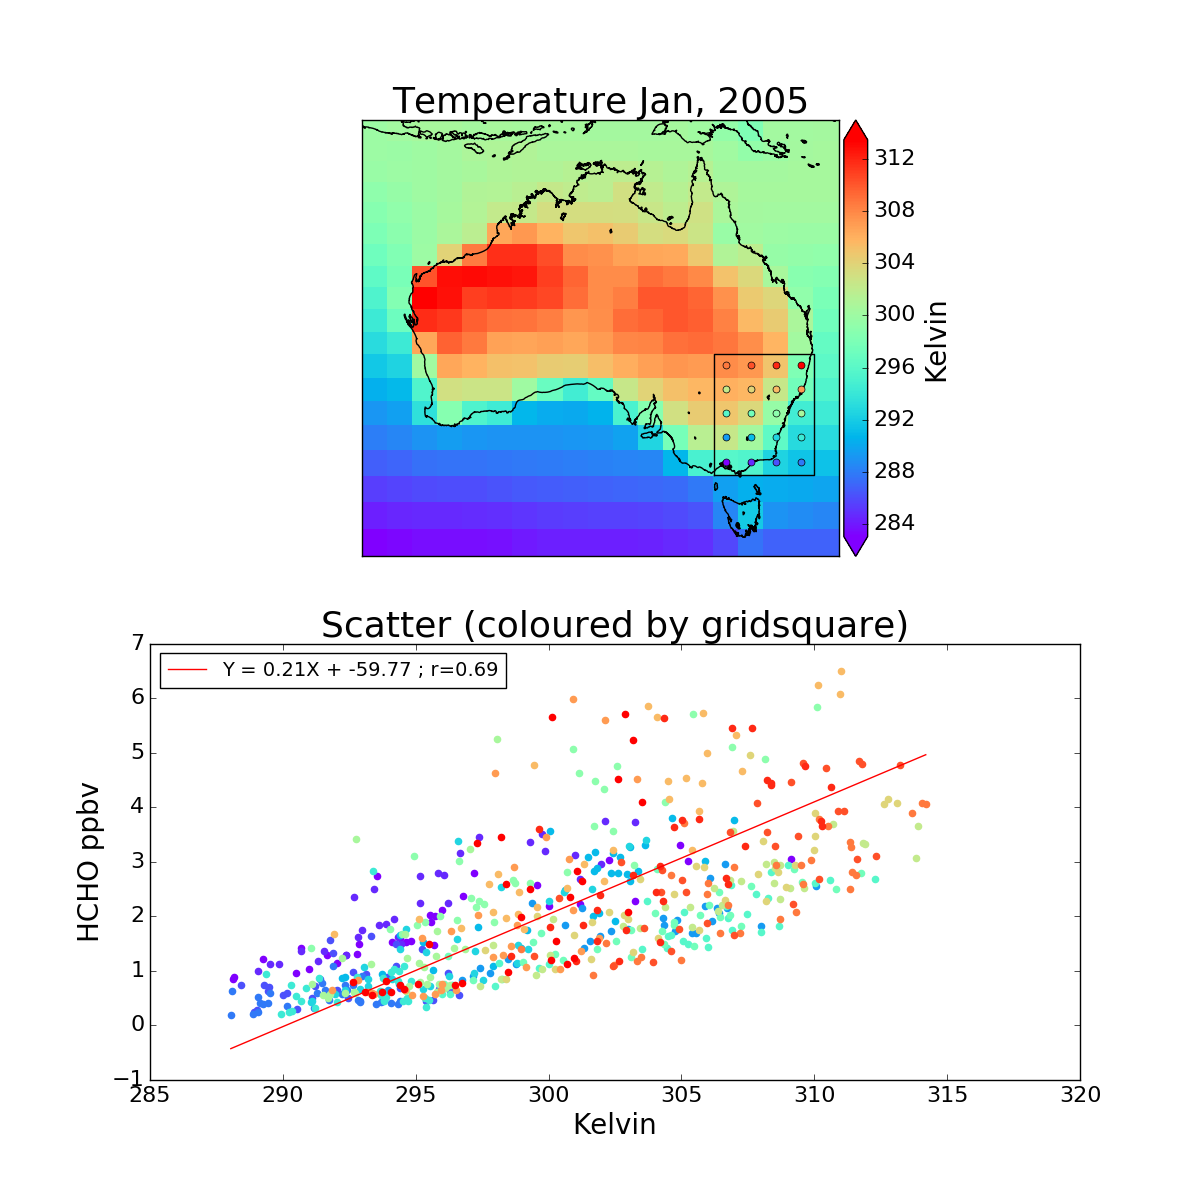 Temperature Jan, 2005
312
308
304
300
296
292
288
284
Kelvin
Scatter (coloured by gridsquare)
Y = 0.21X + -59.77 ; r=0.69
7
6
5
4
3
2
1
0
−1
HCHO ppbv
285 290 295 300 305 310 315 320
Kelvin